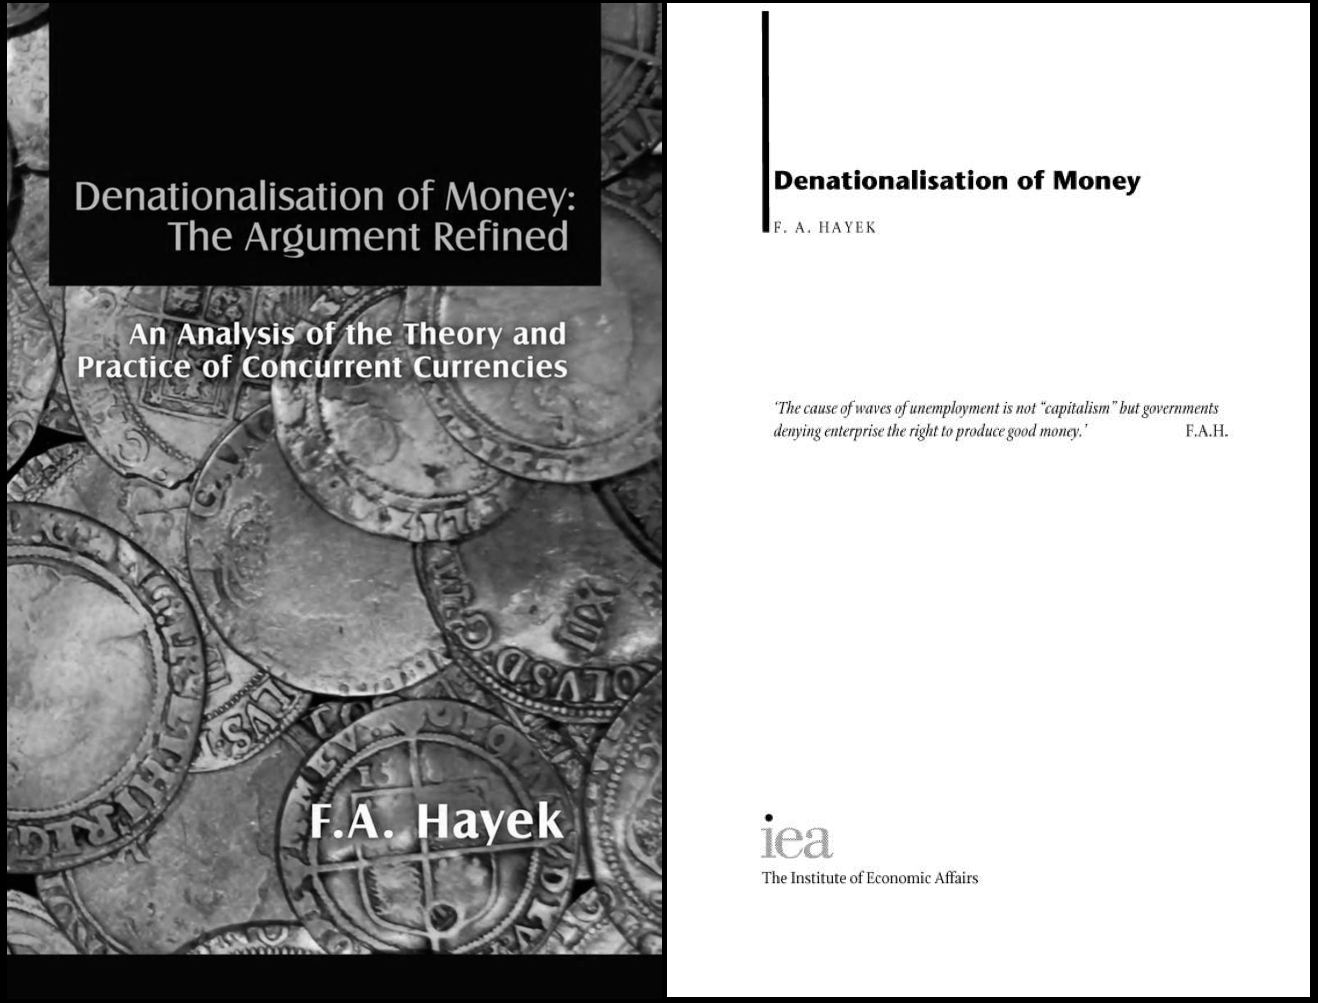 Denationalisation of Money:
The Argument Refined
An Analysis of the Theory and
Practice of Concurrent Currencies
F.A. Hayek
Denationalisation of Money
F. A. HAYEK
‘The cause of waves of unemployment is not “capitalism” but governments
denying enterprise the right to produce good money.’ F.A.H.
iea
The Institute of Economic Affairs